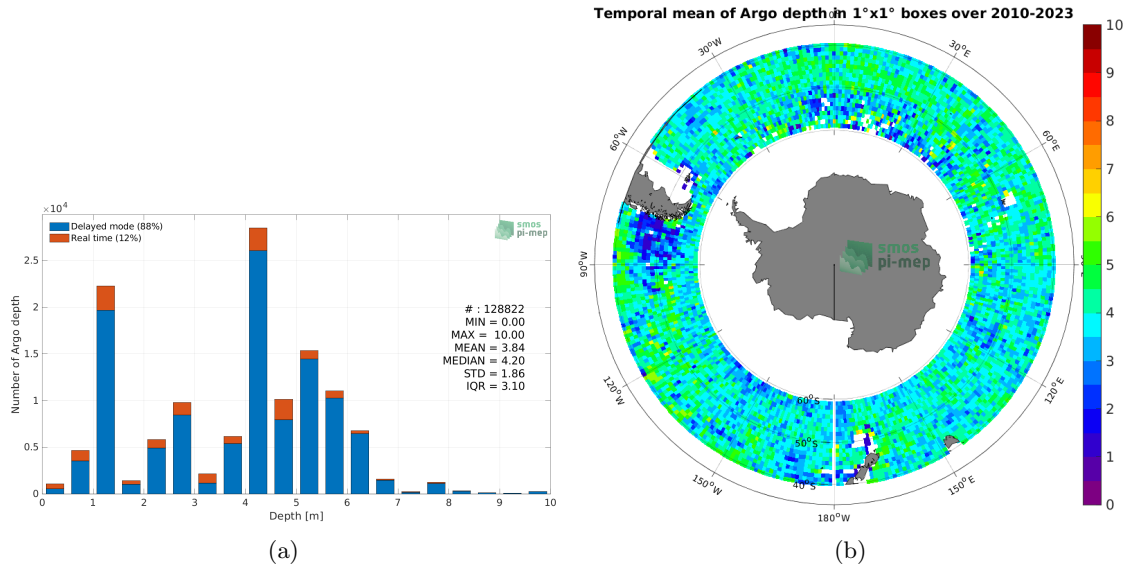 ×10⁴
Delayed mode (88%)
Real time (12%)
smos
pi-mep
# : 128822
MIN = 0.00
MAX = 10.00
MEAN = 3.84
MEDIAN = 4.20
STD = 1.86
IQR = 3.10
Number of Argo depth
2.5
2
1.5
1
0.5
0
0 1 2 3 4 5 6 7 8 9 10
Depth [m]
(a)
Temporal mean of Argo depth in 1°x1° boxes over 2010-2023
30°W
30°E
60°W
60°E
90°W
120°W
120°E
150°W
150°E
180°W
60°S
50°S
40°S
smos
pi-mep
10
9
8
7
6
5
4
3
2
1
0
(b)